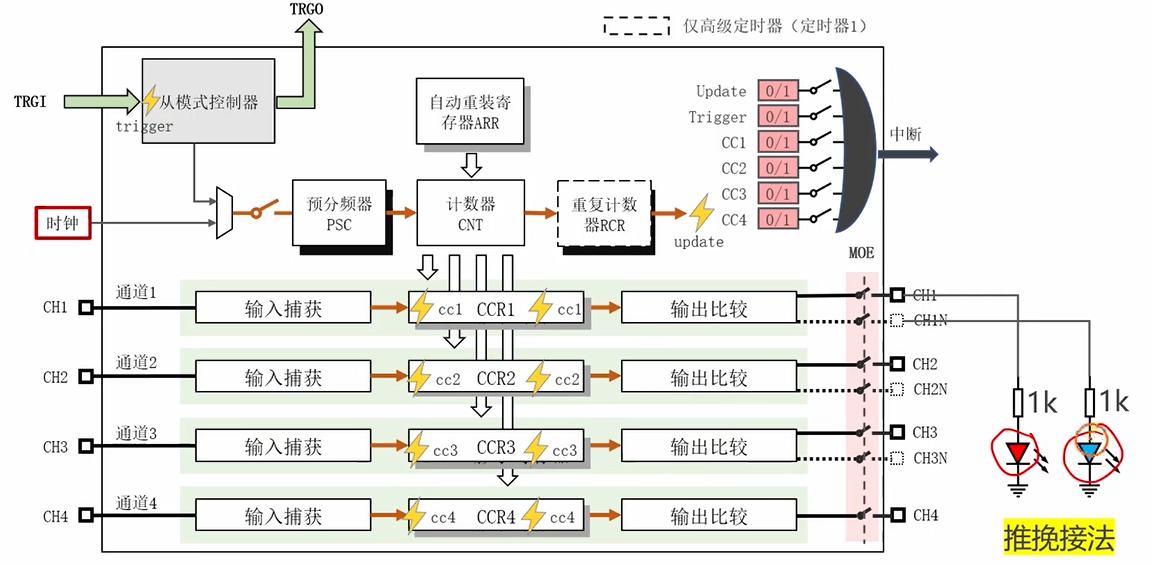 TRGO
仅高级定时器（定时器1）
TRGI
从模式控制器
trigger
自动重装寄
存器ARR
Update 0/1
Trigger 0/1
CC1 0/1
CC2 0/1
CC3 0/1
CC4 0/1
中断
时钟
预分频器
PSC
计数器
CNT
重复计数
器RCR
update
MOE
CH1
通道1
输入捕获
cc1
CCR1
cc1
输出比较
CH1
CH1N
CH2
通道2
输入捕获
cc2
CCR2
cc2
输出比较
CH2
CH2N
CH3
通道3
输入捕获
cc3
CCR3
cc3
输出比较
CH3
CH3N
CH4
通道4
输入捕获
cc4
CCR4
cc4
输出比较
CH4
1k
1k
推挽接法